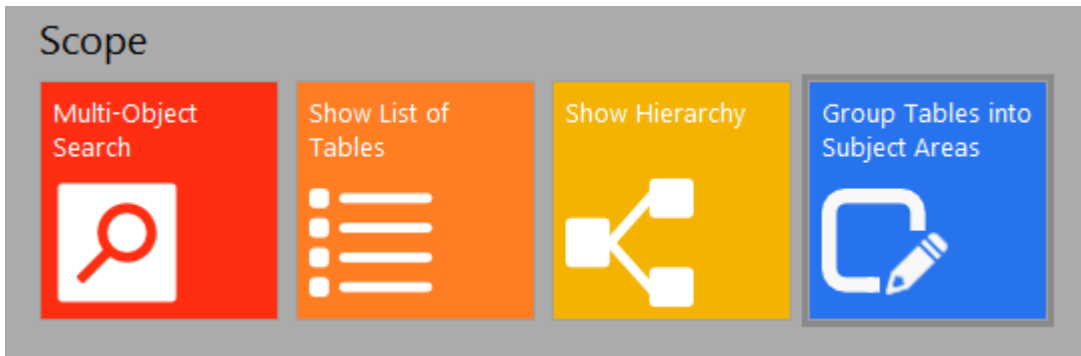 Scope
Multi-Object
Search
Show List of
Tables
Show Hierarchy
Group Tables into
Subject Areas